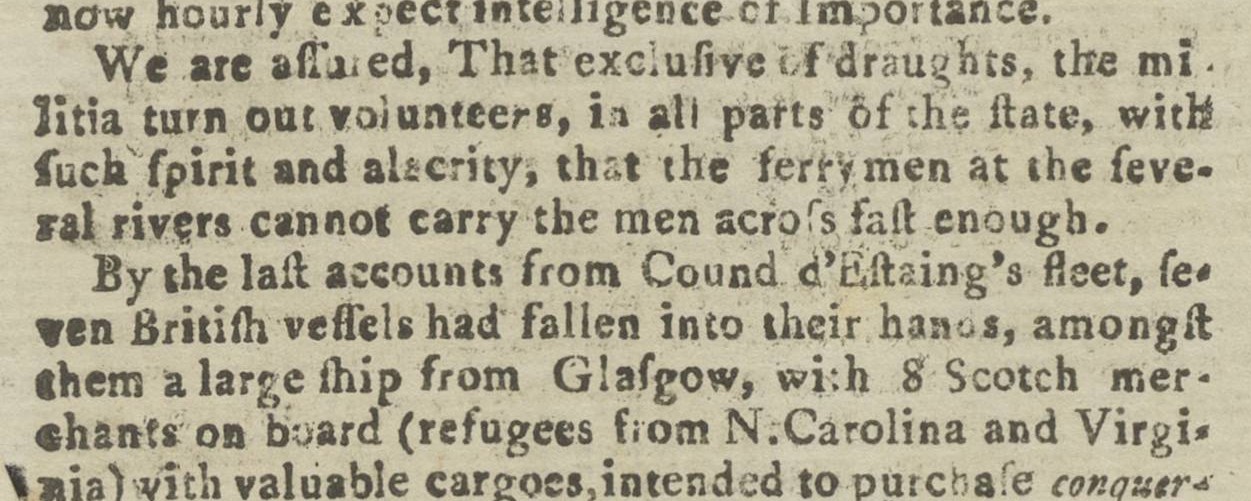 now hourly expect intelligence of Importance.
We are aſſured, That excluſive of draughts, the mi-
litia turn out volunteers, in all parts of the ſtate, with
ſuch ſpirit and alacrity, that the ferrymen at the ſeve-
ral rivers cannot carry the men acroſs faſt enough.
By the laſt accounts from Cound d'Eſtaing's fleet, ſe-
ven Britiſh veſſels had fallen into their hands, amongſt
them a large ſhip from Glaſgow, with 8 Scotch mer-
chants on board (refugees from N. Carolina and Virgi-
nia) with valuable cargoes, intended to purchaſe conquer-